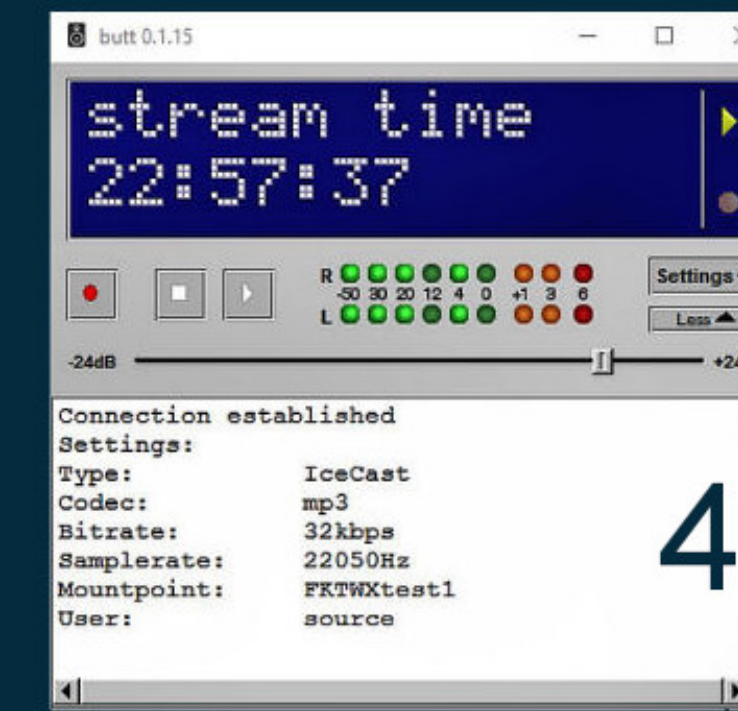 butt 0.1.15
stream time
22:57:37
R
-50 30 20 12 4 0 +1 3 6
L
Settings
Less
-24dB
+24
Connection established
Settings:
Type: IceCast
Codec: mp3
Bitrate: 32kbps
Samplerate: 22050Hz
Mountpoint: FKTWXtest1
User: source
4